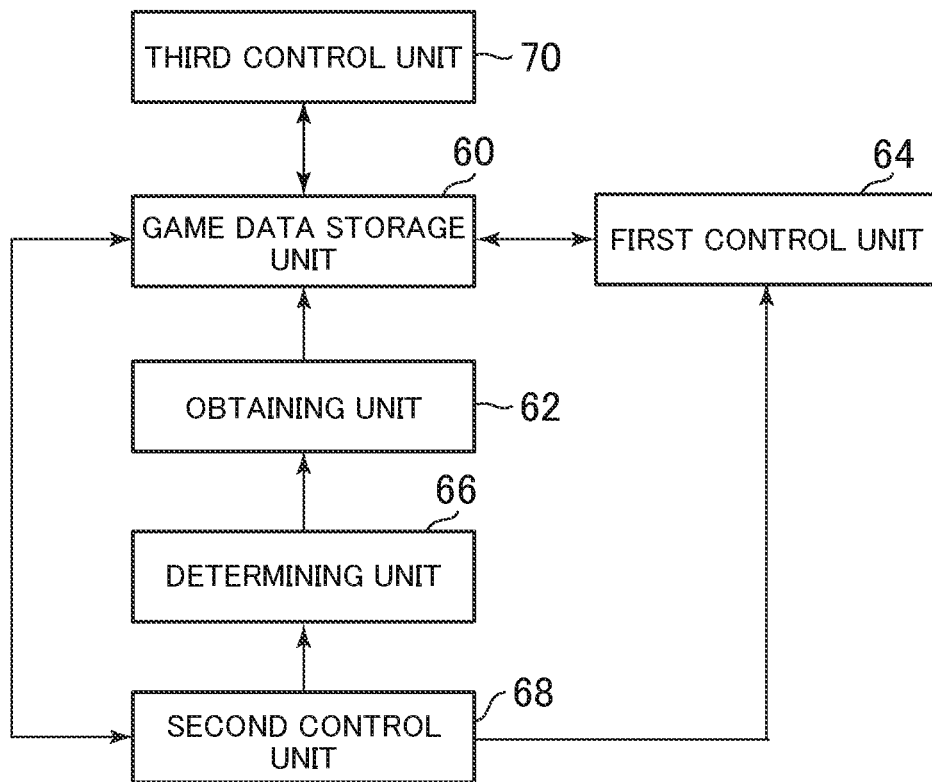 THIRD CONTROL UNIT
70
60
64
GAME DATA STORAGE
UNIT
FIRST CONTROL UNIT
OBTAINING UNIT
62
66
DETERMINING UNIT
68
SECOND CONTROL
UNIT